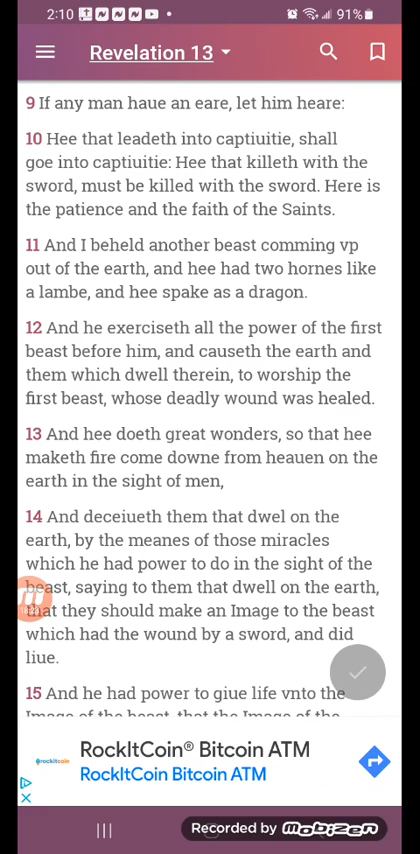 2:10
91%
Revelation 13
9 If any man haue an eare, let him heare:
10 Hee that leadeth into captiuitie, shall
goe into captiuitie: Hee that killeth with the
sword, must be killed with the sword. Here is
the patience and the faith of the Saints.
11 And I beheld another beast comming vp
out of the earth, and hee had two hornes like
a lambe, and hee spake as a dragon.
12 And he exerciseth all the power of the first
beast before him, and causeth the earth and
them which dwell therein, to worship the
first beast, whose deadly wound was healed.
13 And hee doeth great wonders, so that hee
maketh fire come downe from heauen on the
earth in the sight of men,
14 And deceiueth them that dwel on the
earth, by the meanes of those miracles
which he had power to do in the sight of the
beast, saying to them that dwell on the earth,
that they should make an Image to the beast
which had the wound by a sword, and did
liue.
15 And he had power to giue life vnto the
Image of the beast, that the Image of the
rockitcoin
RockItCoin® Bitcoin ATM
RockItCoin Bitcoin ATM
Recorded by mobizen